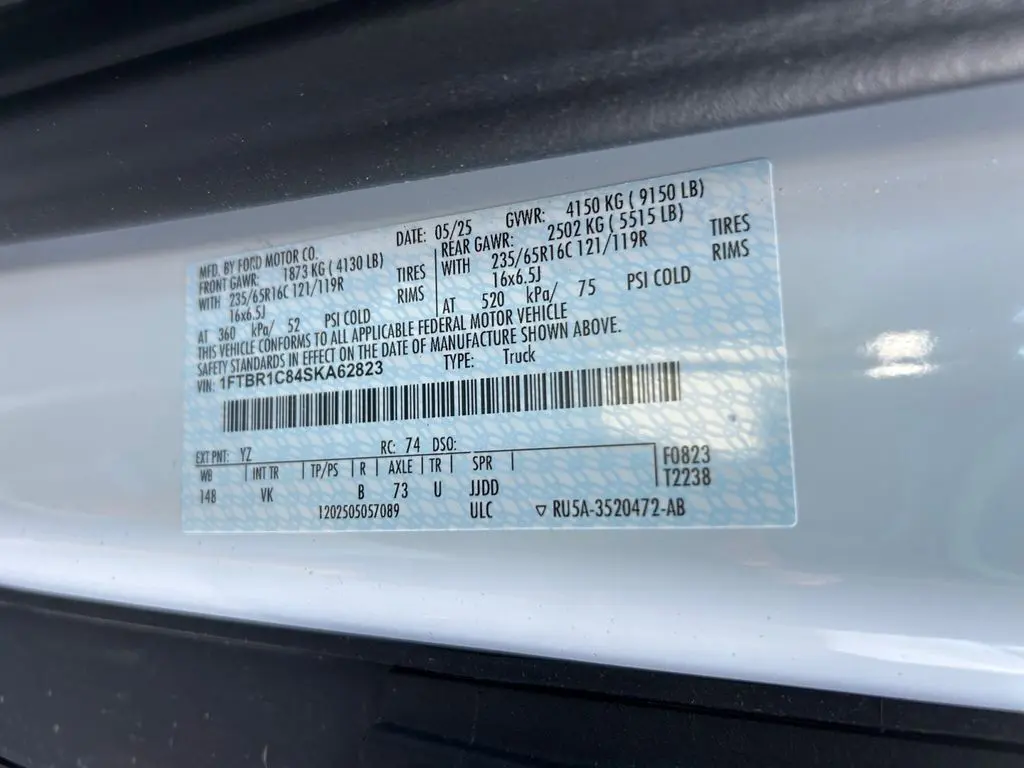 MFD. BY FORD MOTOR CO.
DATE: 05/25 GVWR: 4150 KG ( 9150 LB)
FRONT GAWR: 1873 KG ( 4130 LB)
WITH 235/65R16C 121/119R TIRES
16x6.5J RIMS
AT 360 kPa/ 52 PSI COLD
REAR GAWR: 2502 KG ( 5515 LB)
WITH 235/65R16C 121/119R TIRES
16x6.5J RIMS
AT 520 kPa/ 75 PSI COLD
THIS VEHICLE CONFORMS TO ALL APPLICABLE FEDERAL MOTOR VEHICLE
SAFETY STANDARDS IN EFFECT ON THE DATE OF MANUFACTURE SHOWN ABOVE.
VIN: 1FTBR1C84SKA62823 TYPE: Truck
EXT PNT: YZ RC: 74 DSO:
WB INT TR TP/PS R AXLE TR SPR F0823
148 VK B 73 U JJDD T2238
1202505057089 ULC ▽ RU5A-3520472-AB